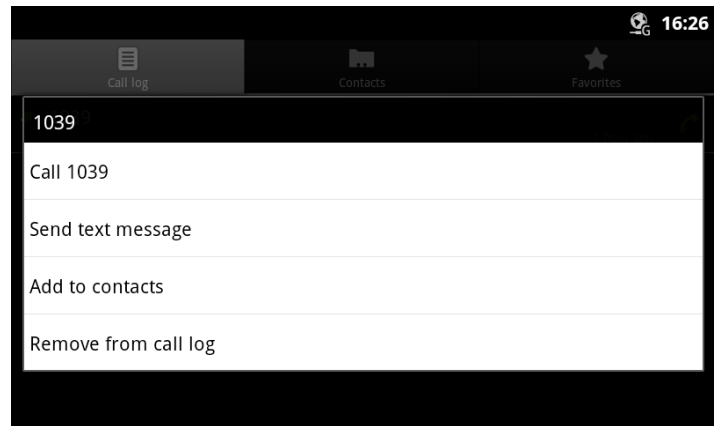 G 16:26
Call log Contacts Favorites
1039
Call 1039
Send text message
Add to contacts
Remove from call log